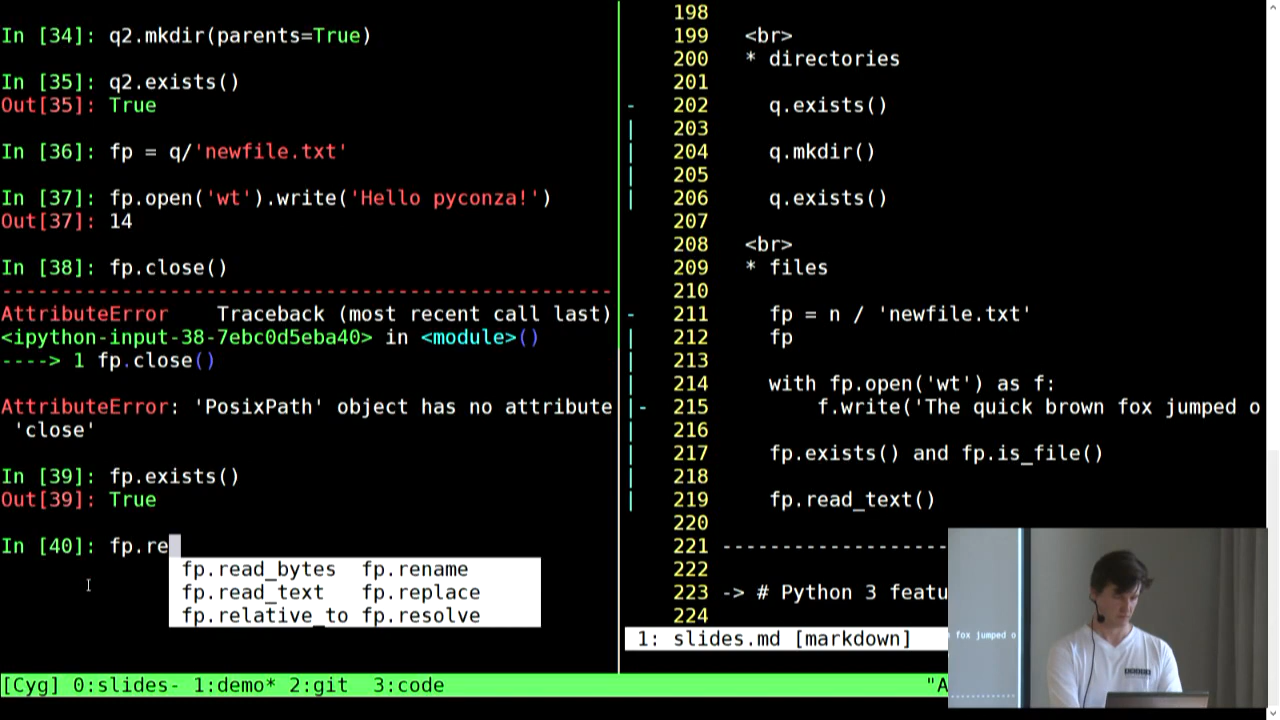 In [34]: q2.mkdir(parents=True)
In [35]: q2.exists()
Out[35]: True
In [36]: fp = q/'newfile.txt'
In [37]: fp.open('wt').write('Hello pyconza!')
Out[37]: 14
In [38]: fp.close()
---------------------------------------------------
AttributeError    Traceback (most recent call last)
<ipython-input-38-7ebc0d5eba40> in <module>()
----> 1 fp.close()
AttributeError: 'PosixPath' object has no attribute
'close'
In [39]: fp.exists()
Out[39]: True
In [40]: fp.re
fp.read_bytes  fp.rename
fp.read_text   fp.replace
fp.relative_to fp.resolve
198
199   <br>
200   * directories
201
- 202     q.exists()
| 203
| 204     q.mkdir()
| 205
| 206     q.exists()
207
208   <br>
209   * files
210
- 211     fp = n / 'newfile.txt'
| 212     fp
| 213
| 214     with fp.open('wt') as f:
|- 215         f.write('The quick brown fox jumped o
| 216
| 217     fp.exists() and fp.is_file()
| 218
| 219     fp.read_text()
220
221 -------------------
222
223 -> # Python 3 featu
224
1: slides.md [markdown]
fox jumped o
[Cyg] 0:slides- 1:demo* 2:git  3:code
"A